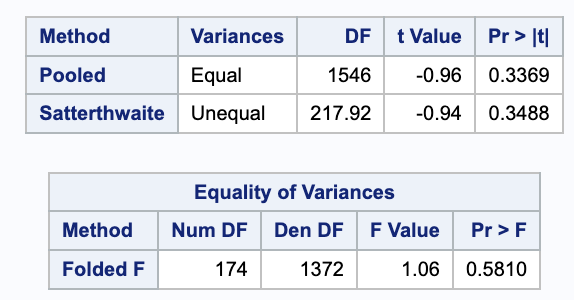 Method Variances DF t Value Pr > |t|
Pooled Equal 1546 -0.96 0.3369
Satterthwaite Unequal 217.92 -0.94 0.3488
Equality of Variances
Method Num DF Den DF F Value Pr > F
Folded F 174 1372 1.06 0.5810